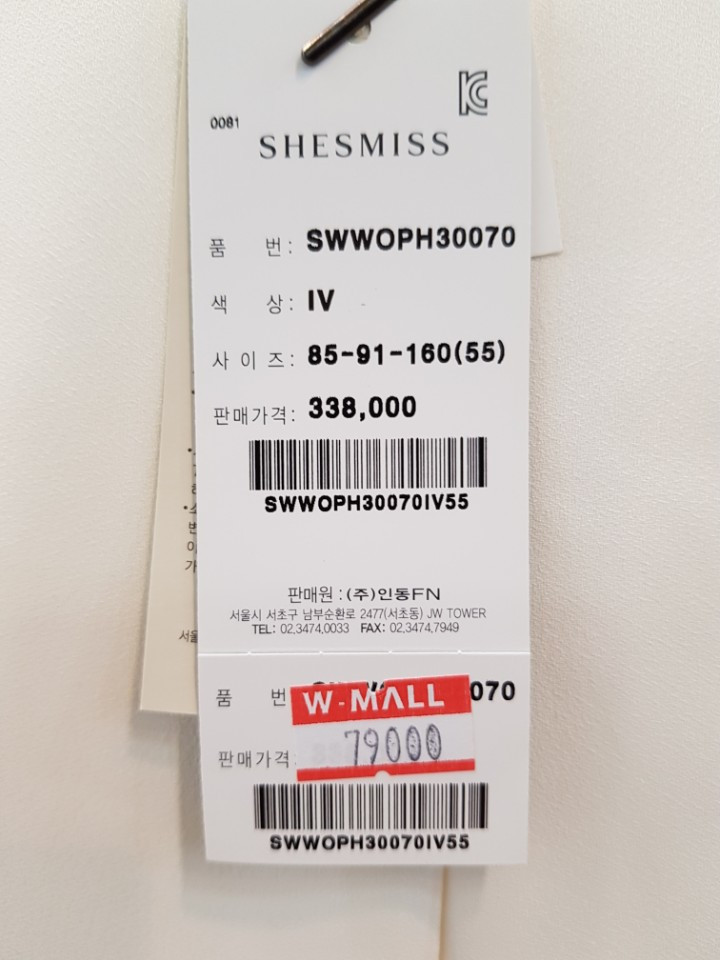 0081
SHESMISS
품 번: SWWOPH30070
색 상: IV
사 이 즈: 85-91-160(55)
판매가격: 338,000
SWWOPH30070IV55
판매원 : (주)인동FN
서울시 서초구 남부순환로 2477(서초동) JW TOWER
TEL: 02.3474.0033 FAX: 02.3474.7949
서울
품 번 070
W-MALL
판매가격: 79000
SWWOPH30070IV55